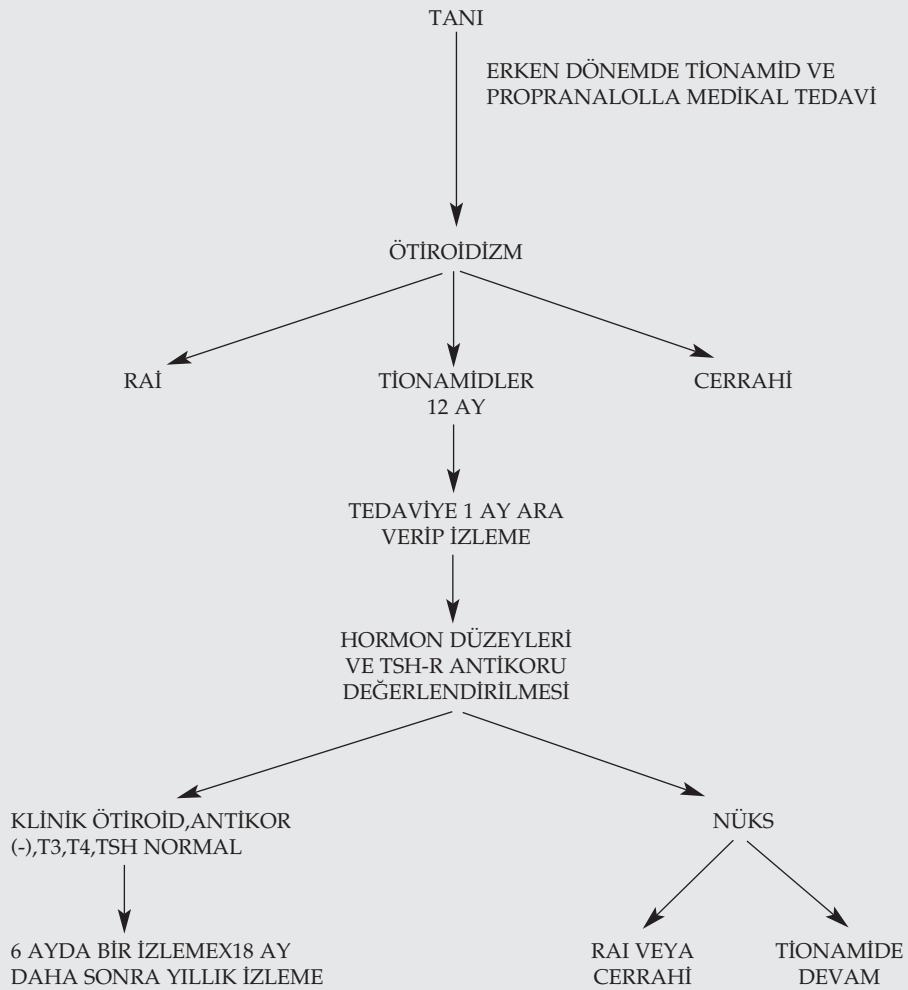 TANI
ERKEN DÖNEMDE TİONAMİD VE
PROPRANALOLLA MEDİKAL TEDAVİ
ÖTİROİDİZM
RAİ
TİONAMİDLER
12 AY
CERRAHİ
TEDAVİYE 1 AY ARA
VERİP İZLEME
HORMON DÜZEYLERİ
VE TSH-R ANTİKORU
DEĞERLENDİRİLMESİ
KLİNİK ÖTİROİD,ANTİKOR
(-),T3,T4,TSH NORMAL
NÜKS
6 AYDA BİR İZLEMEX18 AY
DAHA SONRA YILLIK İZLEME
RAI VEYA
CERRAHİ
TİONAMİDE
DEVAM